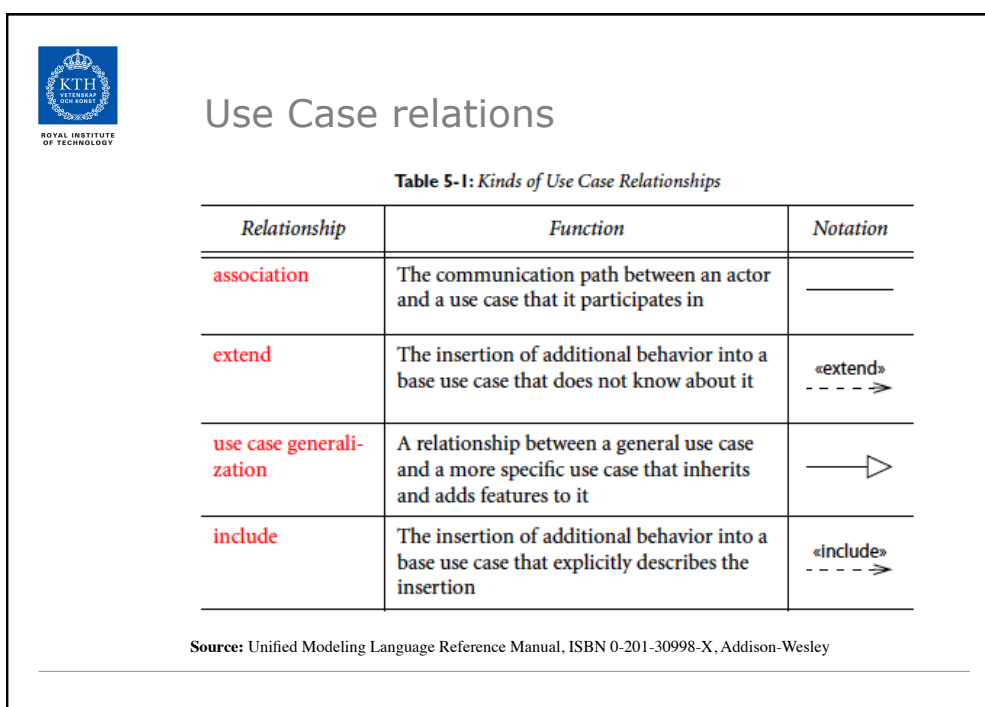 KTH
VETENSKAP
OCH KONST
ROYAL INSTITUTE
OF TECHNOLOGY
Use Case relations
Table 5-1: Kinds of Use Case Relationships
Relationship Function Notation
association The communication path between an actor
and a use case that it participates in
extend The insertion of additional behavior into a
base use case that does not know about it
«extend»
use case generali- A relationship between a general use case
zation and a more specific use case that inherits
and adds features to it
include The insertion of additional behavior into a
base use case that explicitly describes the
insertion
«include»
Source: Unified Modeling Language Reference Manual, ISBN 0-201-30998-X, Addison-Wesley